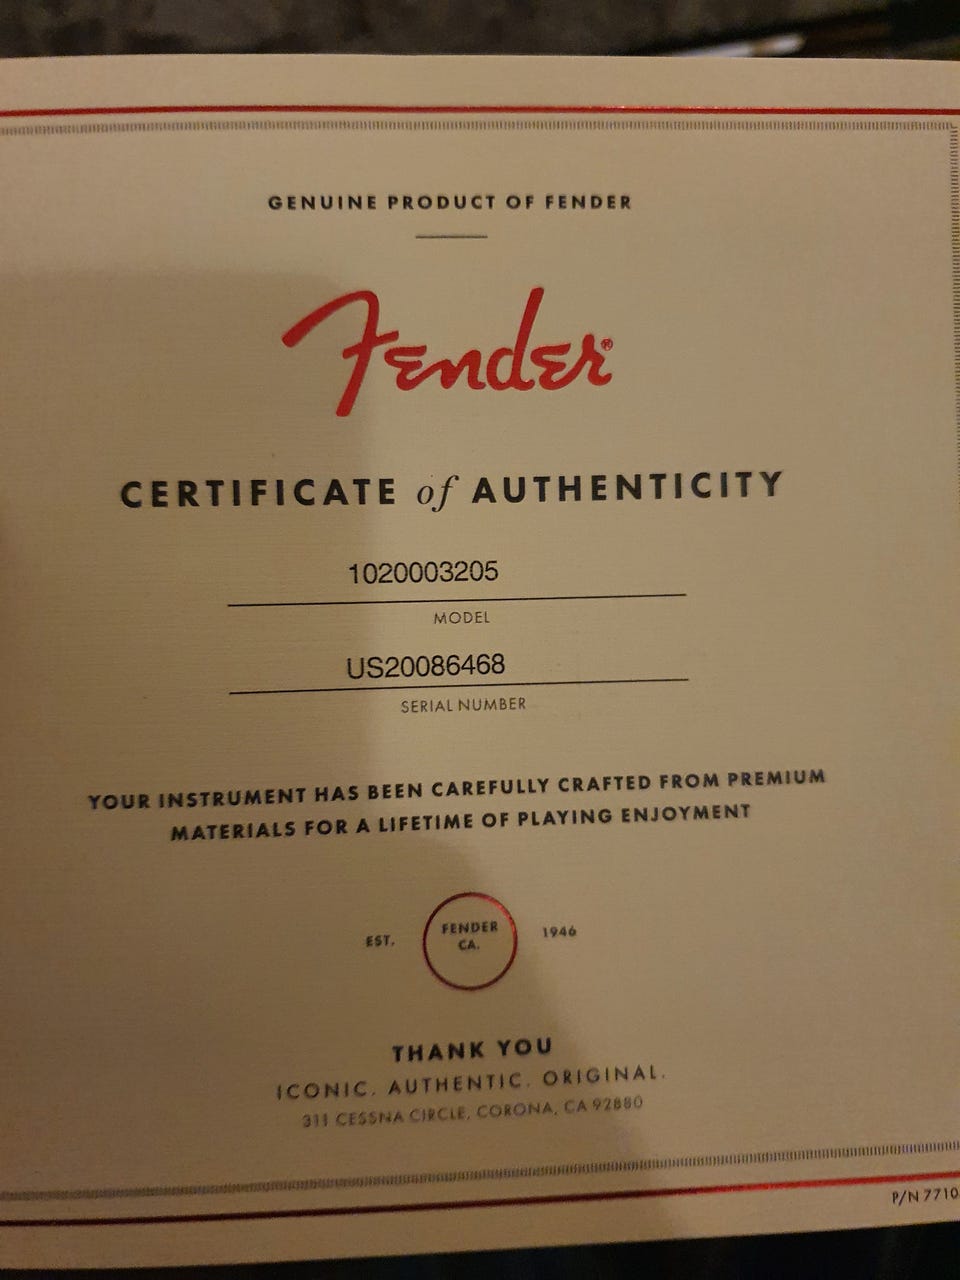 GENUINE PRODUCT OF FENDER
Fender®
CERTIFICATE of AUTHENTICITY
1020003205
MODEL
US20086468
SERIAL NUMBER
YOUR INSTRUMENT HAS BEEN CAREFULLY CRAFTED FROM PREMIUM
MATERIALS FOR A LIFETIME OF PLAYING ENJOYMENT
EST. FENDER CA. 1946
THANK YOU
ICONIC. AUTHENTIC. ORIGINAL.
311 CESSNA CIRCLE, CORONA, CA 92880
P/N 7710